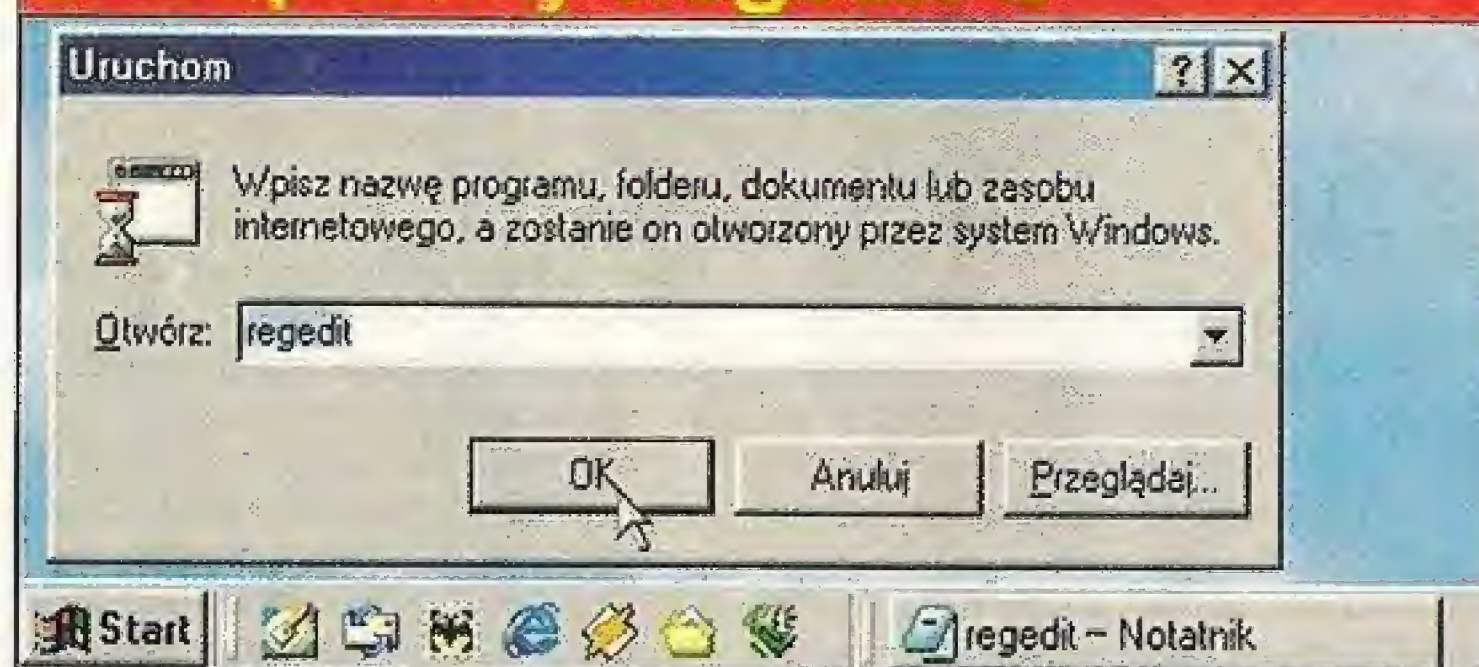 Uruchom
Wpisz nazwę programu, folderu, dokumentu lub zasobu
internetowego, a zostanie on otworzony przez system Windows.
Otwórz: regedit
OK Anuluj Przeglądaj...
Start regedit – Notatnik